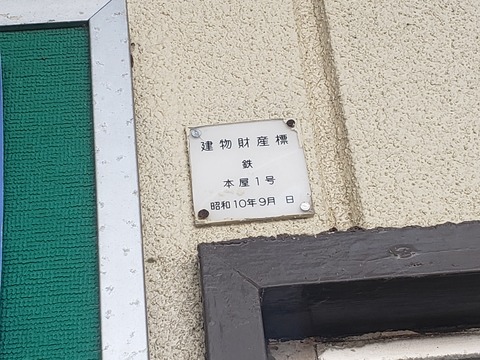 建物財産標
鉄
本屋1号
昭和10年9月 日